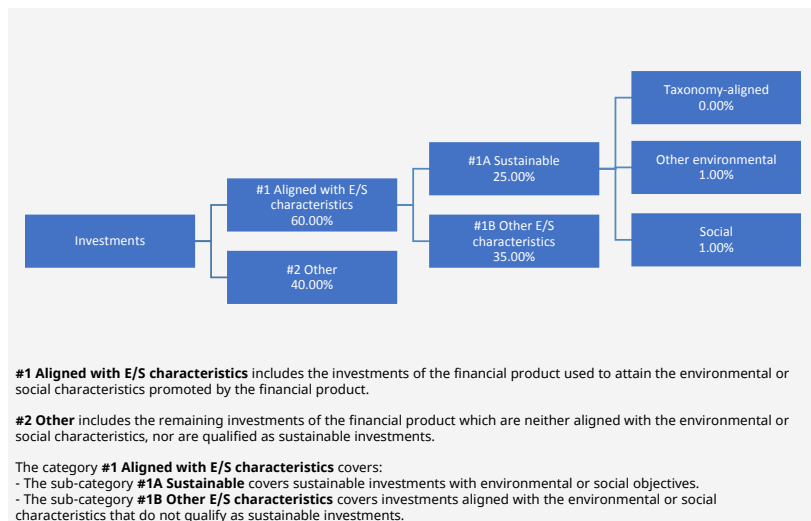 Taxonomy-aligned
0.00%
#1A Sustainable
25.00%
Other environmental
1.00%
#1 Aligned with E/S
characteristics
60.00%
Investments
#1B Other E/S
characteristics
35.00%
Social
1.00%
#2 Other
40.00%
#1 Aligned with E/S characteristics includes the investments of the financial product used to attain the environmental or
social characteristics promoted by the financial product.
#2 Other includes the remaining investments of the financial product which are neither aligned with the environmental or
social characteristics, nor are qualified as sustainable investments.
The category #1 Aligned with E/S characteristics covers:
- The sub-category #1A Sustainable covers sustainable investments with environmental or social objectives.
- The sub-category #1B Other E/S characteristics covers investments aligned with the environmental or social
characteristics that do not qualify as sustainable investments.